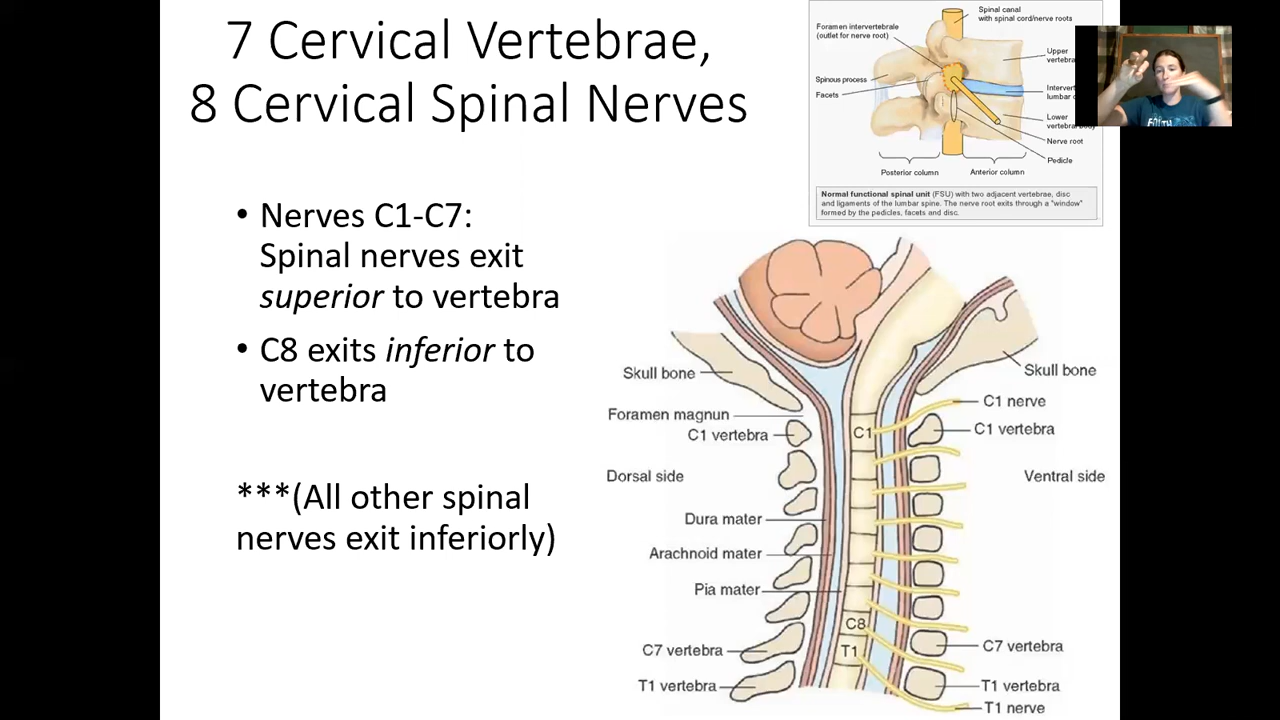 7 Cervical Vertebrae,
8 Cervical Spinal Nerves
• Nerves C1-C7:
Spinal nerves exit
superior to vertebra
• C8 exits inferior to
vertebra
***(All other spinal
nerves exit inferiorly)
Spinal canal
with spinal cord/nerve roots
Foramen intervertebrale
(outlet for nerve root)
Upper
Spinous process
Facets
Lower
Nerve root
Pedicle
Posterior column
Anterior column
Normal functional spinal unit (FSU) with two adjacent vertebrae, disc
and ligaments of the lumbar spine. The nerve root exits through a "window"
formed by the pedicles, facets and disc.
Skull bone
Skull bone
C1 nerve
Foramen magnun
C1 vertebra
C1
C1 vertebra
Dorsal side
Ventral side
Dura mater
Arachnoid mater
Pia mater
C8
C7 vertebra
T1
C7 vertebra
T1 vertebra
T1 vertebra
T1 nerve